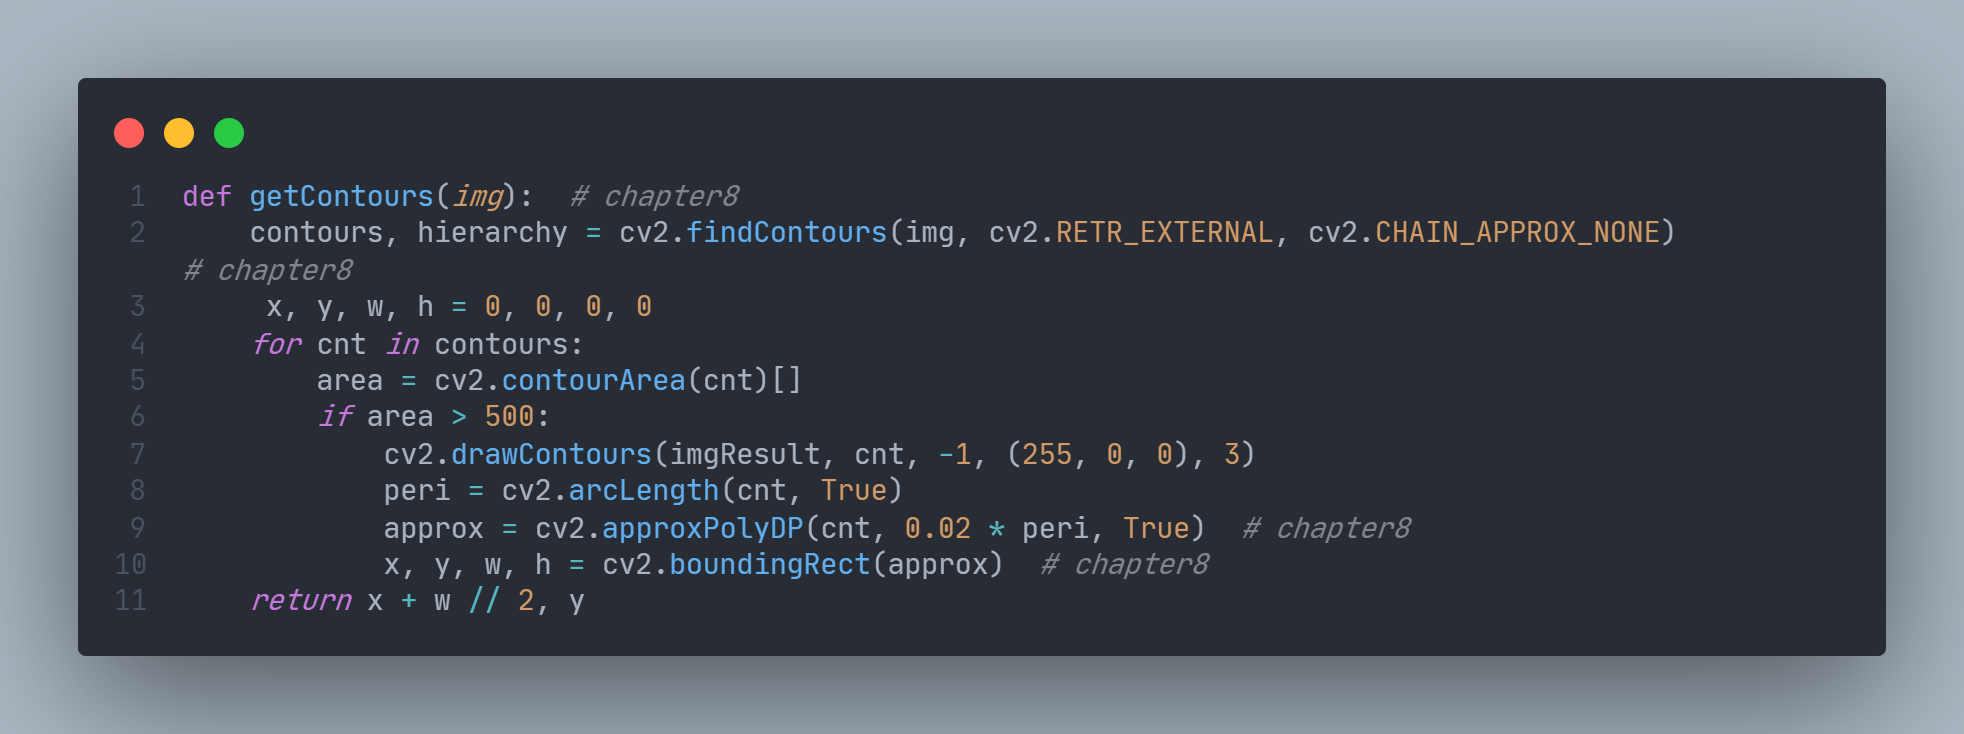 1 def getContours(img):  # chapter8
2     contours, hierarchy = cv2.findContours(img, cv2.RETR_EXTERNAL, cv2.CHAIN_APPROX_NONE)
# chapter8
3      x, y, w, h = 0, 0, 0, 0
4     for cnt in contours:
5         area = cv2.contourArea(cnt)[]
6         if area > 500:
7             cv2.drawContours(imgResult, cnt, -1, (255, 0, 0), 3)
8             peri = cv2.arcLength(cnt, True)
9             approx = cv2.approxPolyDP(cnt, 0.02 * peri, True)  # chapter8
10             x, y, w, h = cv2.boundingRect(approx)  # chapter8
11     return x + w // 2, y